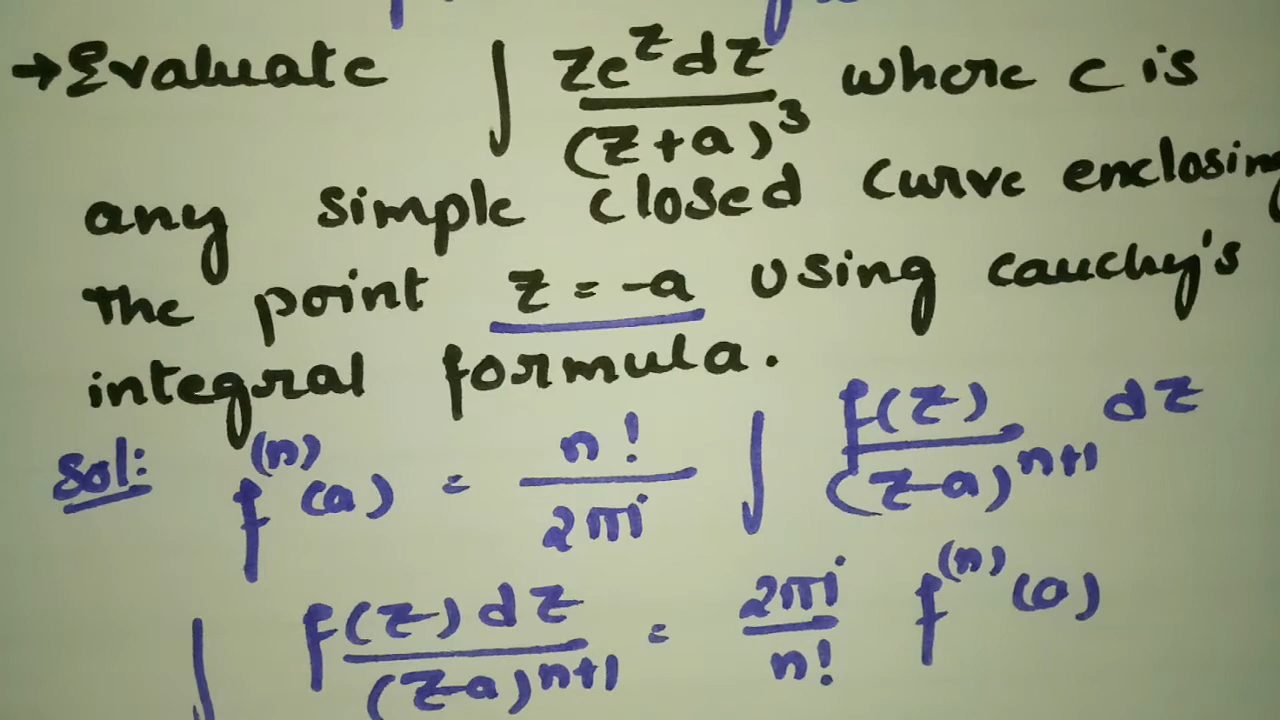 →Evaluate ∫ ze^z dz / (z+a)^3 where c is
any simple closed curve enclosing
the point z = -a using cauchy's
integral formula.
Sol: f^(n)(a) = n!/2πi ∫ f(z)/(z-a)^n+1 dz
∫ f(z)dz/(z-a)^n+1 = 2πi/n! f^(n)(a)